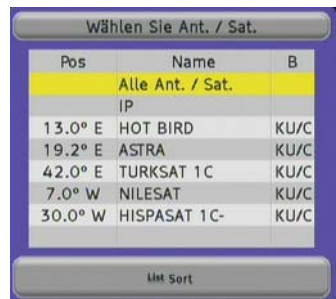 Wählen Sie Ant. / Sat.
Pos Name B
Alle Ant. / Sat.
IP
13.0° E HOT BIRD KU/C
19.2° E ASTRA KU/C
42.0° E TURKSAT 1C KU/C
7.0° W NILESAT KU/C
30.0° W HISPASAT 1C- KU/C
List Sort